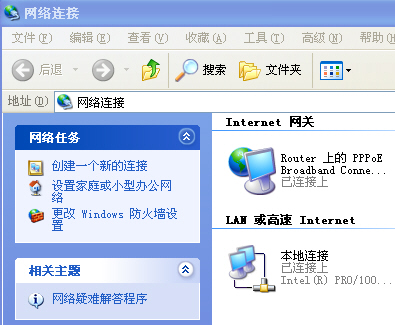 网络连接
文件(F) 编辑(E) 查看(V) 收藏(A) 工具(T) 高级(N) 帮助(H)
后退 搜索 文件夹
地址(D) 网络连接
网络任务
创建一个新的连接
设置家庭或小型办公网
络
更改 Windows 防火墙设
置
相关主题
网络疑难解答程序
Internet 网关
Router 上的 PPPoE
Broadband Conne...
已连接上
LAN 或高速 Internet
本地连接
已连接上
Intel(R) PRO/100...